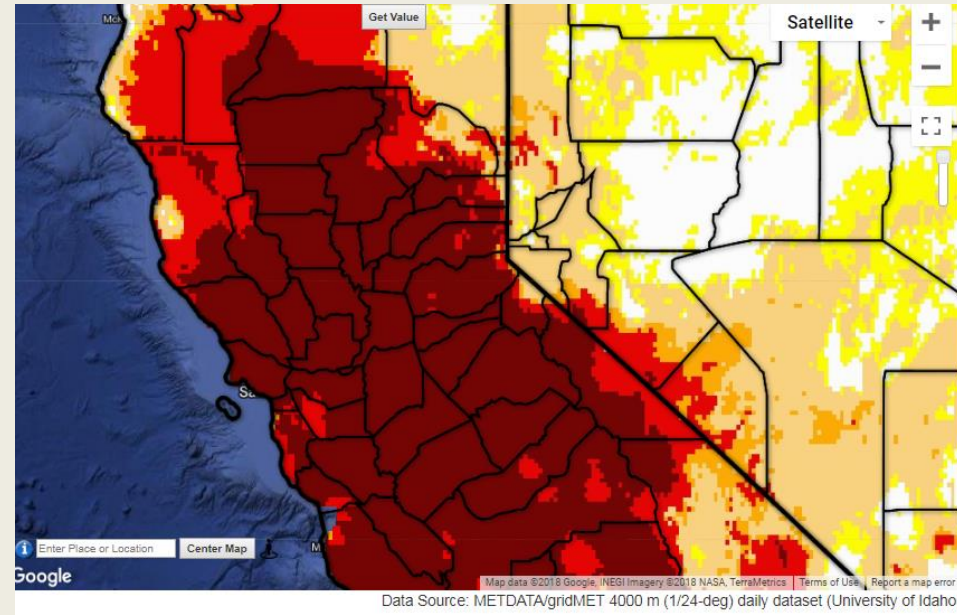 McK
Get Value
Satellite
Sa
Enter Place or Location
Center Map
M
Google
Map data ©2018 Google, INEGI Imagery ©2018 NASA, TerraMetrics
Terms of Use
Report a map error
Data Source: METDATA/gridMET 4000 m (1/24-deg) daily dataset (University of Idaho